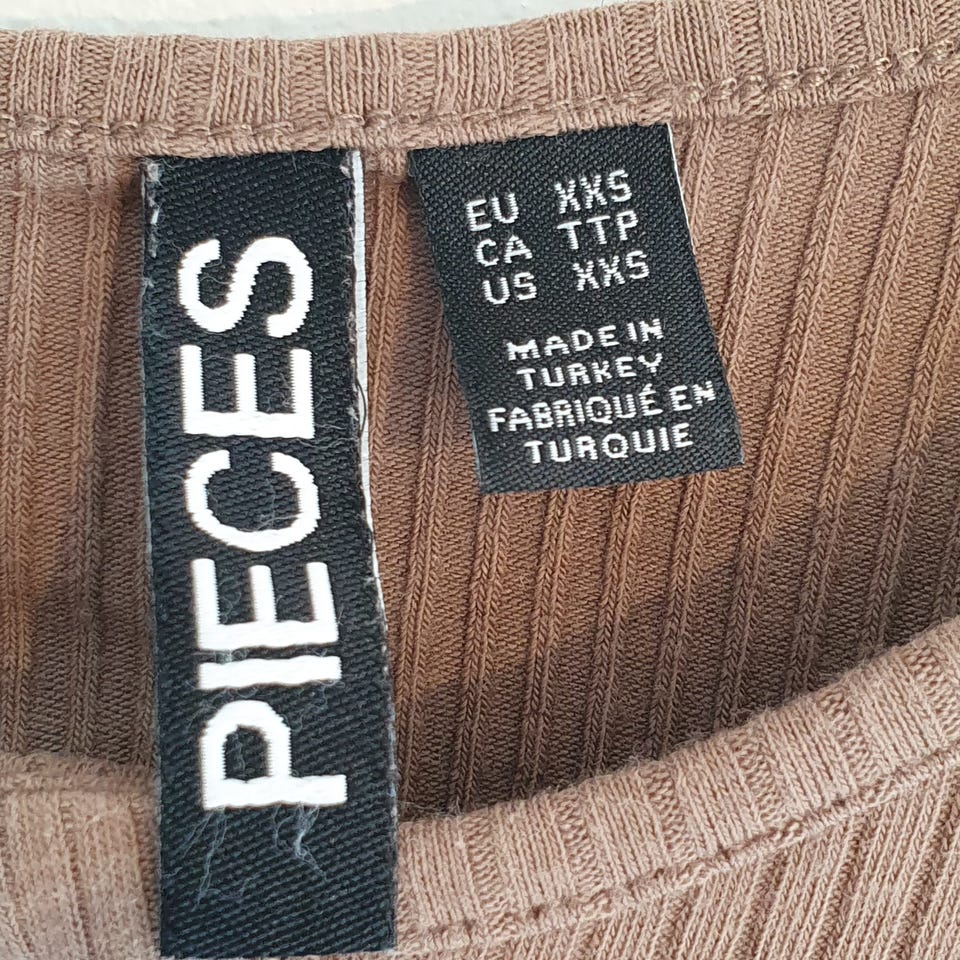 PIECES
EU XXS
CA TTP
US XXS
MADE IN
TURKEY
FABRIQUÉ EN
TURQUIE